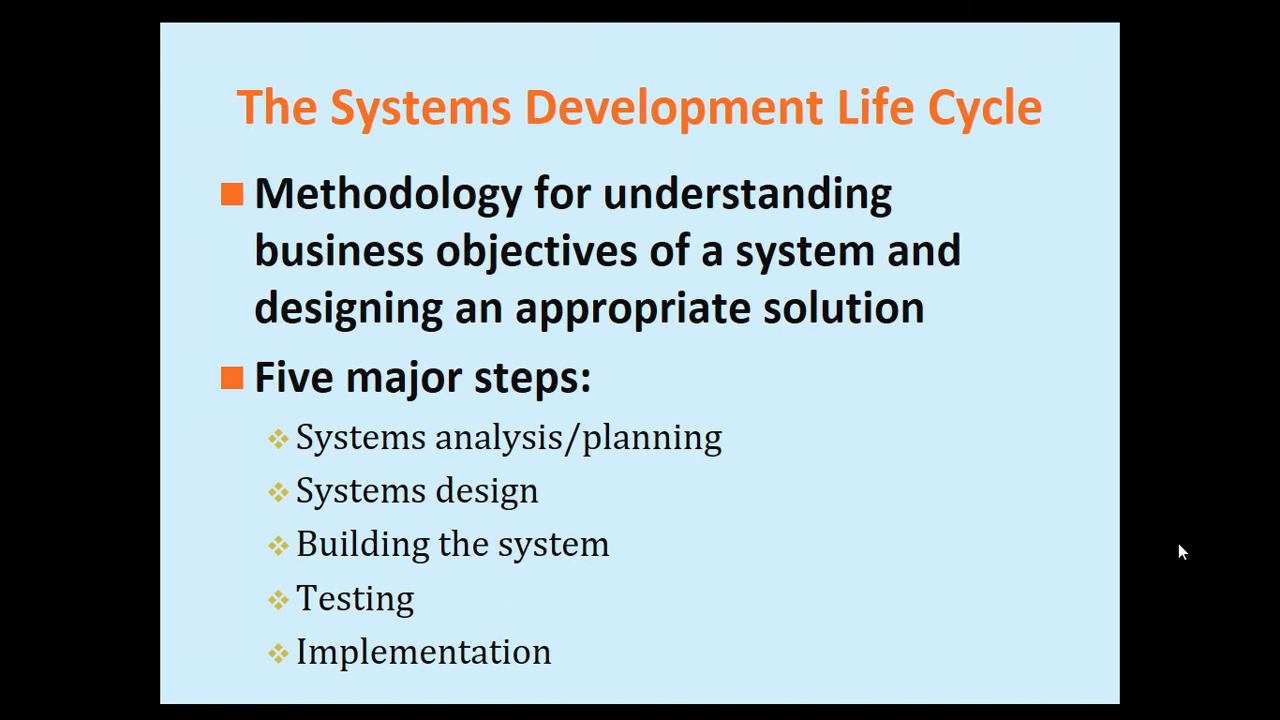 The Systems Development Life Cycle
Methodology for understanding
business objectives of a system and
designing an appropriate solution
Five major steps:
Systems analysis/planning
Systems design
Building the system
Testing
Implementation